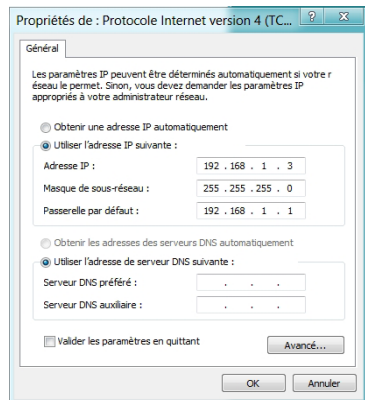 Propriétés de : Protocole Internet version 4 (TC...
Général
Les paramètres IP peuvent être déterminés automatiquement si votre r
éseau le permet. Sinon, vous devez demander les paramètres IP
appropriés à votre administrateur réseau.
Obtenir une adresse IP automatiquement
Utiliser l'adresse IP suivante :
Adresse IP : 192 . 168 . 1 . 3
Masque de sous-réseau : 255 . 255 . 255 . 0
Passerelle par défaut : 192 . 168 . 1 . 1
Obtenir les adresses des serveurs DNS automatiquement
Utiliser l'adresse de serveur DNS suivante :
Serveur DNS préféré : . . .
Serveur DNS auxiliaire : . . .
Valider les paramètres en quittant
Avancé...
OK Annuler